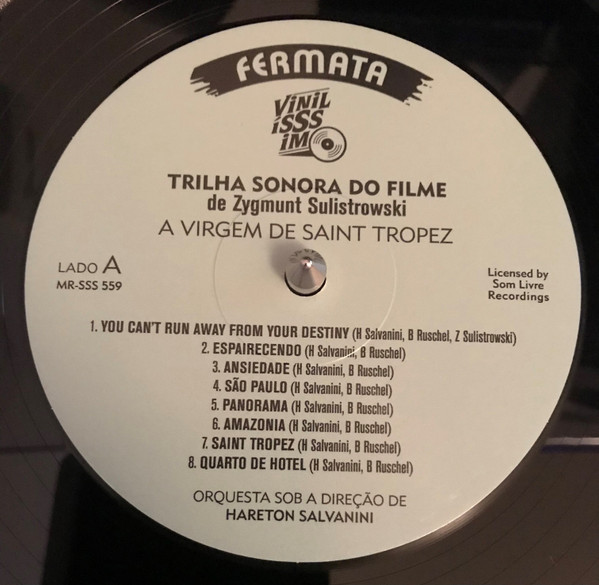 FERMATA
ViNiL
iSSS
iMO
TRILHA SONORA DO FILME
de Zygmunt Sulistrowski
A VIRGEM DE SAINT TROPEZ
LADO A
MR-SSS 559
Licensed by
Som Livre
Recordings
1. YOU CAN'T RUN AWAY FROM YOUR DESTINY (H Salvanini, B Ruschel, Z Sulistrowski)
2. ESPAIRECENDO (H Salvanini, B Ruschel)
3. ANSIEDADE (H Salvanini, B Ruschel)
4. SÃO PAULO (H Salvanini, B Ruschel)
5. PANORAMA (H Salvanini, B Ruschel)
6. AMAZONIA (H Salvanini, B Ruschel)
7. SAINT TROPEZ (H Salvanini, B Ruschel)
8. QUARTO DE HOTEL (H Salvanini, B Ruschel)
ORQUESTA SOB A DIREÇÃO DE
HARETON SALVANINI